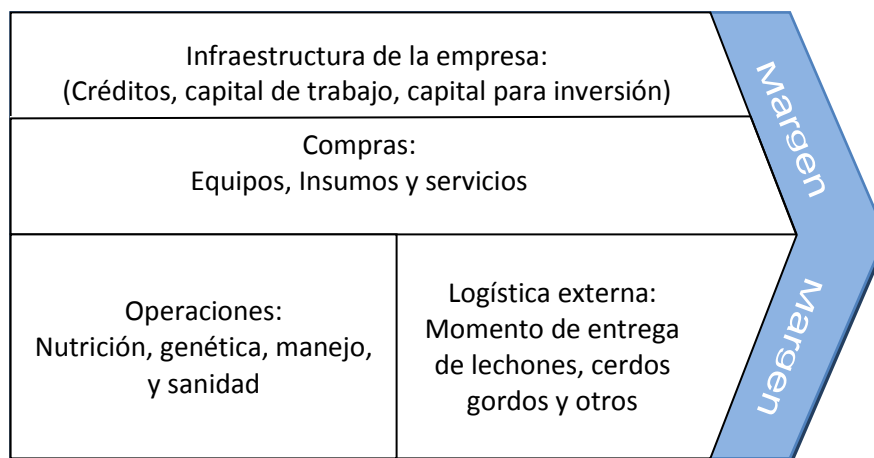 Infraestructura de la empresa:
(Créditos, capital de trabajo, capital para inversión)
Compras:
Equipos, Insumos y servicios
Operaciones:
Nutrición, genética, manejo,
y sanidad
Logística externa:
Momento de entrega
de lechones, cerdos
gordos y otros
Margen
Margen